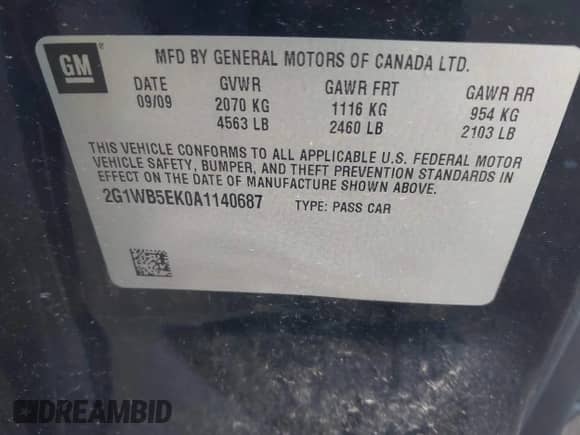 GM
MFD BY GENERAL MOTORS OF CANADA LTD.
DATE GVWR GAWR FRT GAWR RR
09/09 2070 KG 1116 KG 954 KG
4563 LB 2460 LB 2103 LB
THIS VEHICLE CONFORMS TO ALL APPLICABLE U.S. FEDERAL MOTOR
VEHICLE SAFETY, BUMPER, AND THEFT PREVENTION STANDARDS IN
EFFECT ON THE DATE OF MANUFACTURE SHOWN ABOVE.
2G1WB5EK0A1140687 TYPE: PASS CAR
DREAMBID